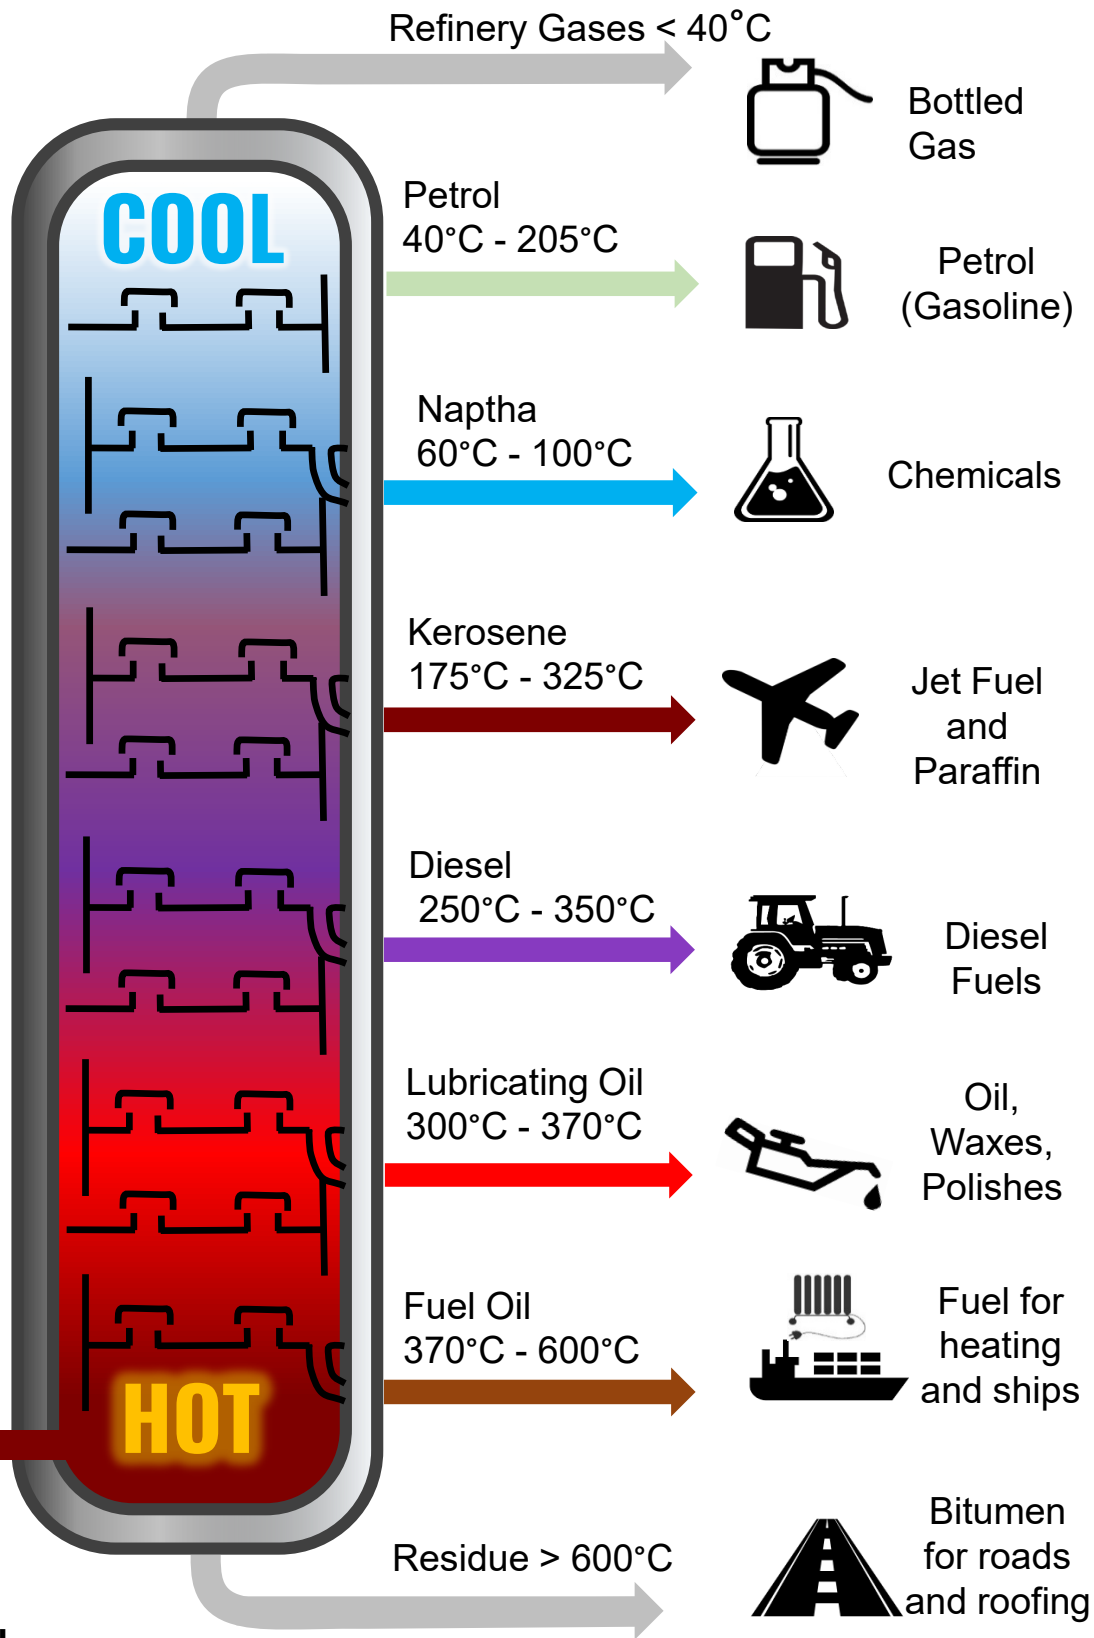 Refinery Gases < 40°C
Bottled
Gas
COOL
Petrol
40°C - 205°C
Petrol
(Gasoline)
Naptha
60°C - 100°C
Chemicals
Kerosene
175°C - 325°C
Jet Fuel
and
Paraffin
Diesel
250°C - 350°C
Diesel
Fuels
Lubricating Oil
300°C - 370°C
Oil,
Waxes,
Polishes
Fuel Oil
370°C - 600°C
Fuel for
heating
and ships
HOT
Residue > 600°C
Bitumen
for roads
and roofing